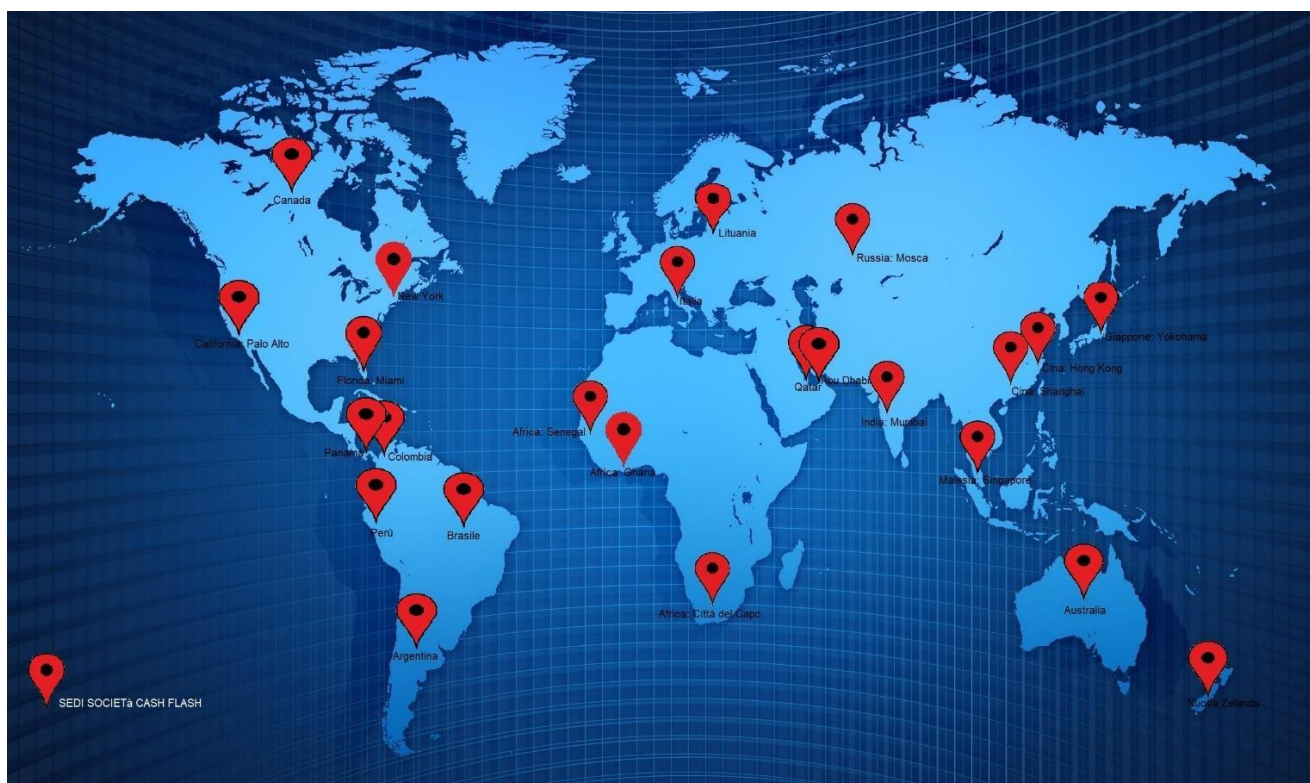 Canada
Lituania
Russia: Mosca
New York
Italia
California: Palo Alto
Giappone: Yokohama
Florida: Miami
Qatar
Abu Dhabi
Cina: Hong Kong
Cina: Shanghai
India: Mumbai
Africa: Senegal
Panama
Colombia
Africa: Ghana
Malesia: Singapore
Perù
Brasile
Africa: Città del Capo
Australia
Argentina
Nuova Zelanda
SEDI SOCIETà CASH FLASH